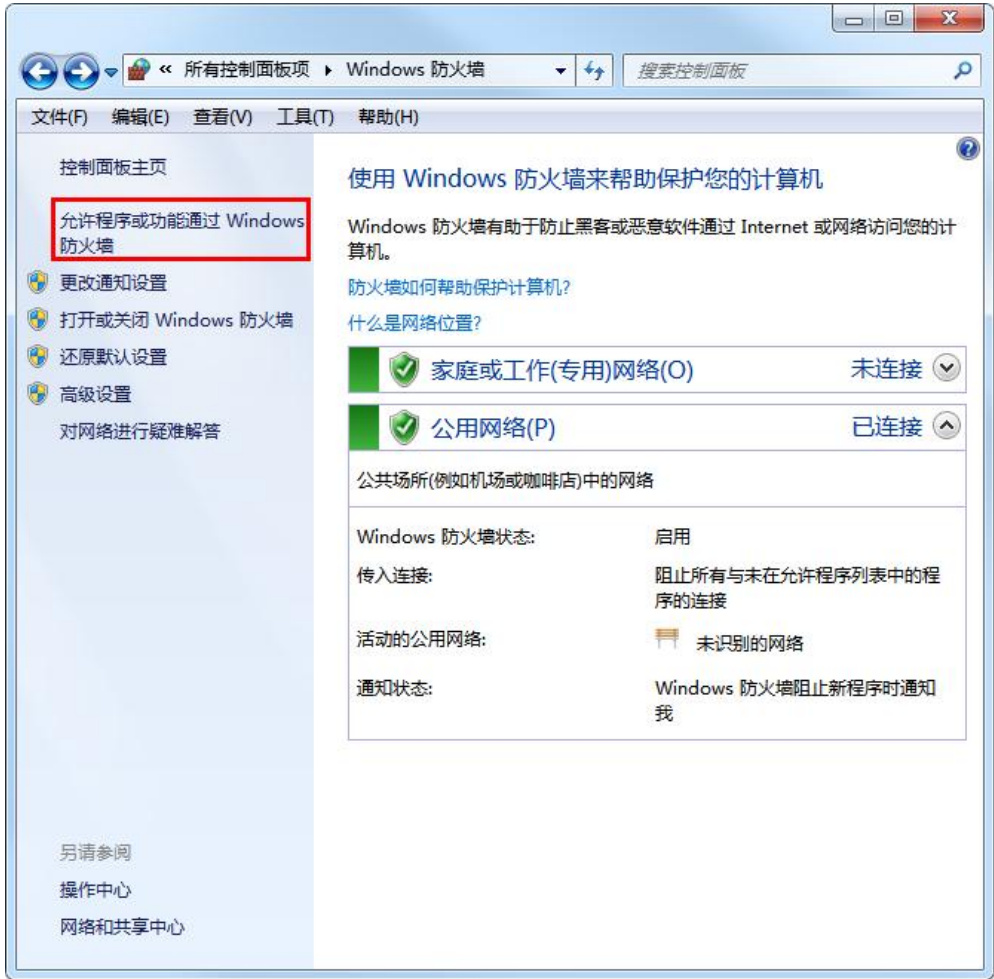 « 所有控制面板项 ▸ Windows 防火墙
搜索控制面板
文件(F) 编辑(E) 查看(V) 工具(T) 帮助(H)
控制面板主页
允许程序或功能通过 Windows
防火墙
更改通知设置
打开或关闭 Windows 防火墙
还原默认设置
高级设置
对网络进行疑难解答
另请参阅
操作中心
网络和共享中心
使用 Windows 防火墙来帮助保护您的计算机
Windows 防火墙有助于防止黑客或恶意软件通过 Internet 或网络访问您的计
算机。
防火墙如何帮助保护计算机?
什么是网络位置?
家庭或工作(专用)网络(O) 未连接
公用网络(P) 已连接
公共场所(例如机场或咖啡店)中的网络
Windows 防火墙状态: 启用
传入连接: 阻止所有与未在允许程序列表中的程
序的连接
活动的公用网络: 未识别的网络
通知状态: Windows 防火墙阻止新程序时通知
我